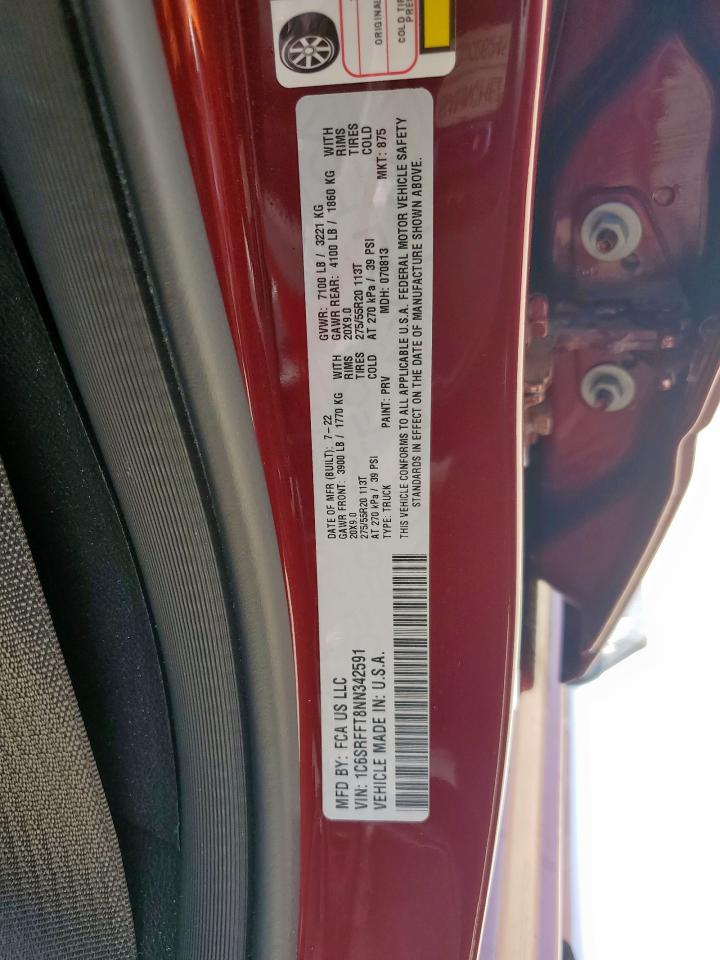 ORIGINAL
COLD TIR
PRE
MFD BY: FCA US LLC
VIN: 1C6SRFFT8NN342591
VEHICLE MADE IN: U.S.A.
DATE OF MFR (BUILT): 7-22 GVWR: 7100 LB / 3221 KG
GAWR FRONT: 3900 LB / 1770 KG WITH GAWR REAR: 4100 LB / 1860 KG WITH
20X9.0 RIMS 20X9.0 RIMS
275/55R20 113T TIRES 275/55R20 113T TIRES
AT 270 kPa / 39 PSI COLD AT 270 kPa / 39 PSI COLD
TYPE: TRUCK PAINT: PRV MDH: 070813 MKT: 875
THIS VEHICLE CONFORMS TO ALL APPLICABLE U.S.A. FEDERAL MOTOR VEHICLE SAFETY
STANDARDS IN EFFECT ON THE DATE OF MANUFACTURE SHOWN ABOVE.